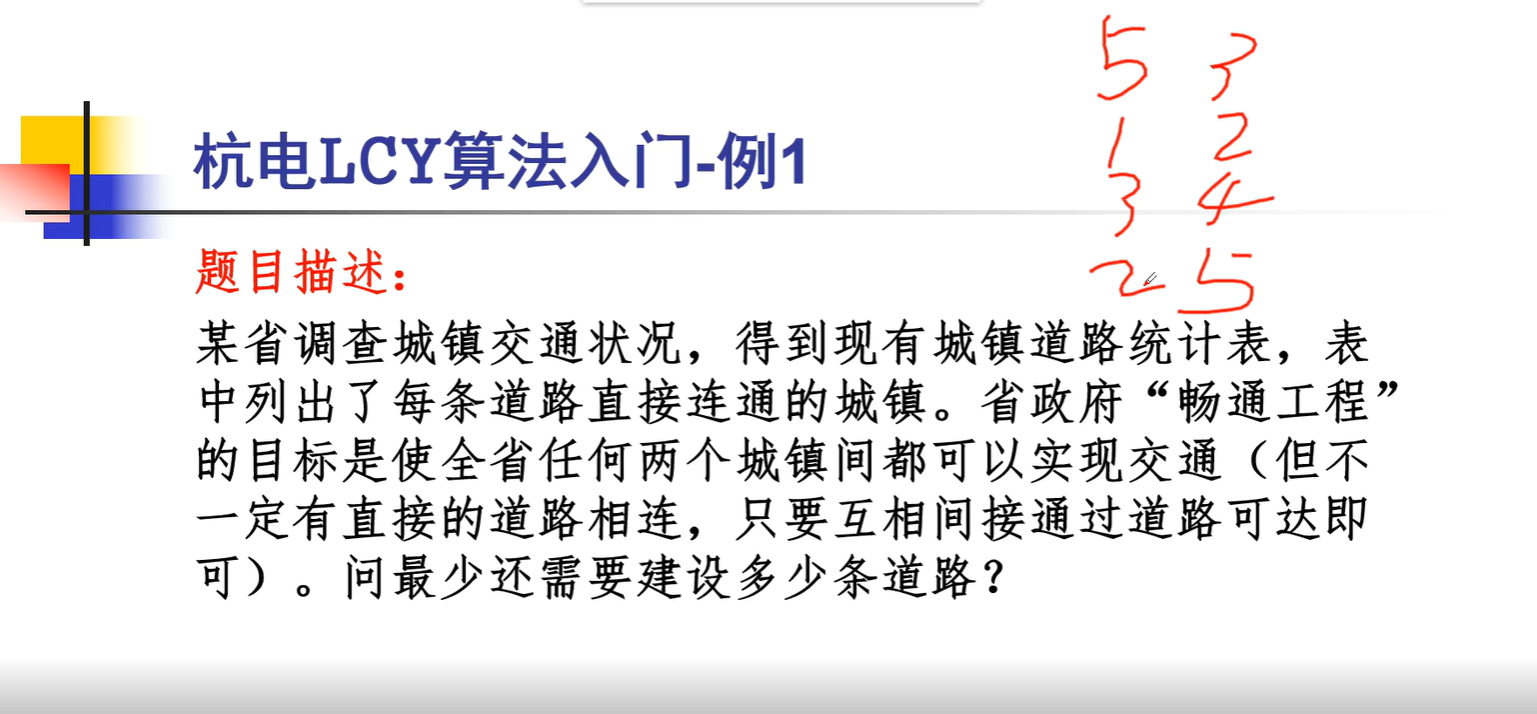 5 3
1 2
杭电LCY算法入门-例1
3 4
题目描述：
2 5
某省调查城镇交通状况，得到现有城镇道路统计表，表
中列出了每条道路直接连通的城镇。省政府“畅通工程”
的目标是使全省任何两个城镇间都可以实现交通（但不
一定有直接的道路相连，只要互相间接通过道路可达即
可）。问最少还需要建设多少条道路？